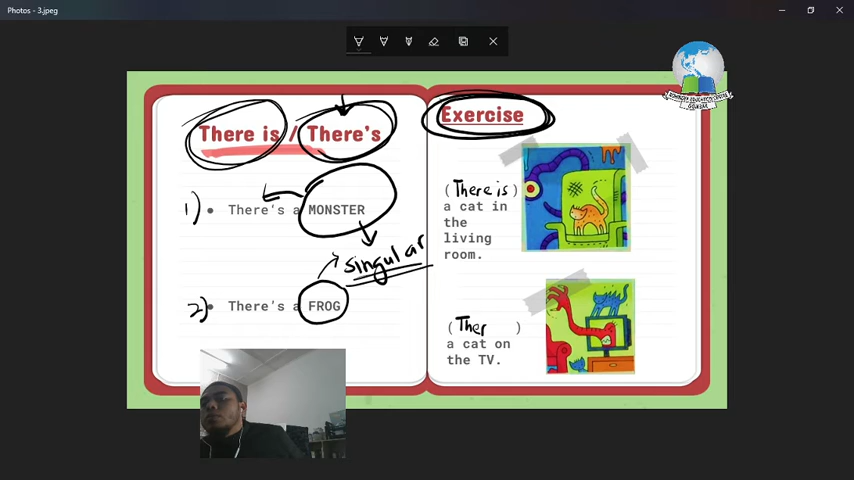 Photos - 3.jpeg
There is / There's
1) • There's a MONSTER
singular
2) • There's a FROG
Exercise
(There is)
a cat in
the
living
room.
(Ther )
a cat on
the TV.